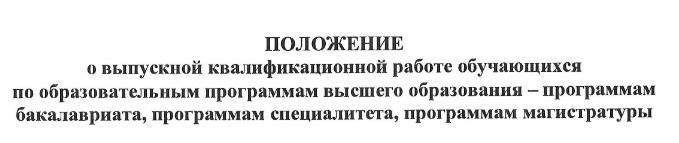 ПОЛОЖЕНИЕ
о выпускной квалификационной работе обучающихся
по образовательным программам высшего образования – программам
бакалавриата, программам специалитета, программам магистратуры